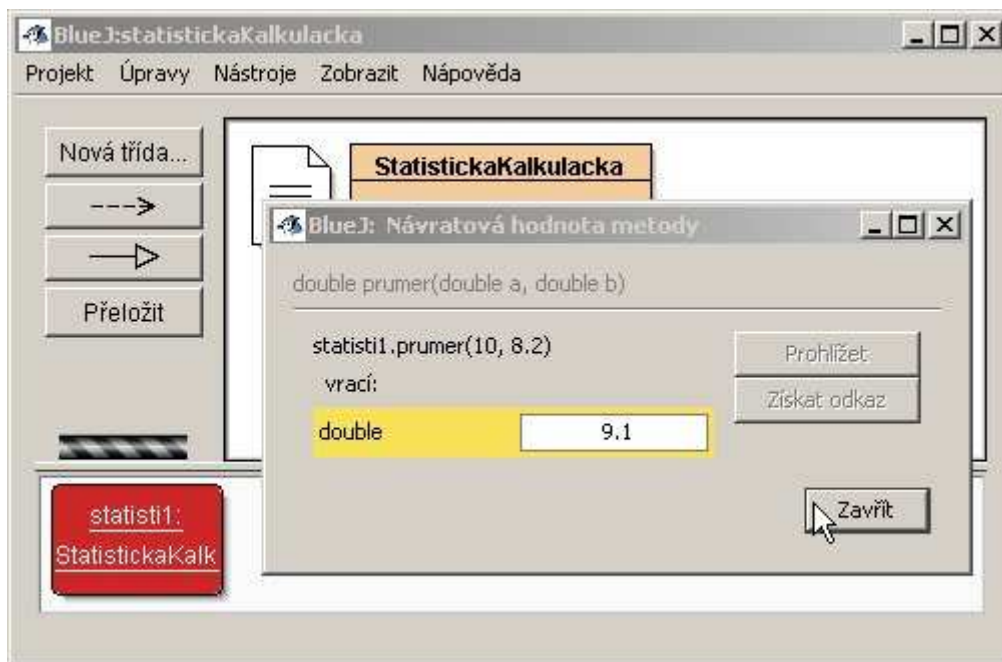 BlueJ:statistickaKalkulacka
Projekt Úpravy Nástroje Zobrazit Nápověda
Nová třída...
Přeložit
StatistickaKalkulacka
BlueJ: Návratová hodnota metody
double prumer(double a, double b)
statisti1.prumer(10, 8.2)
vrací:
double 9.1
Prohlížet
Získat odkaz
Zavřít
statisti1:
StatistickaKalk